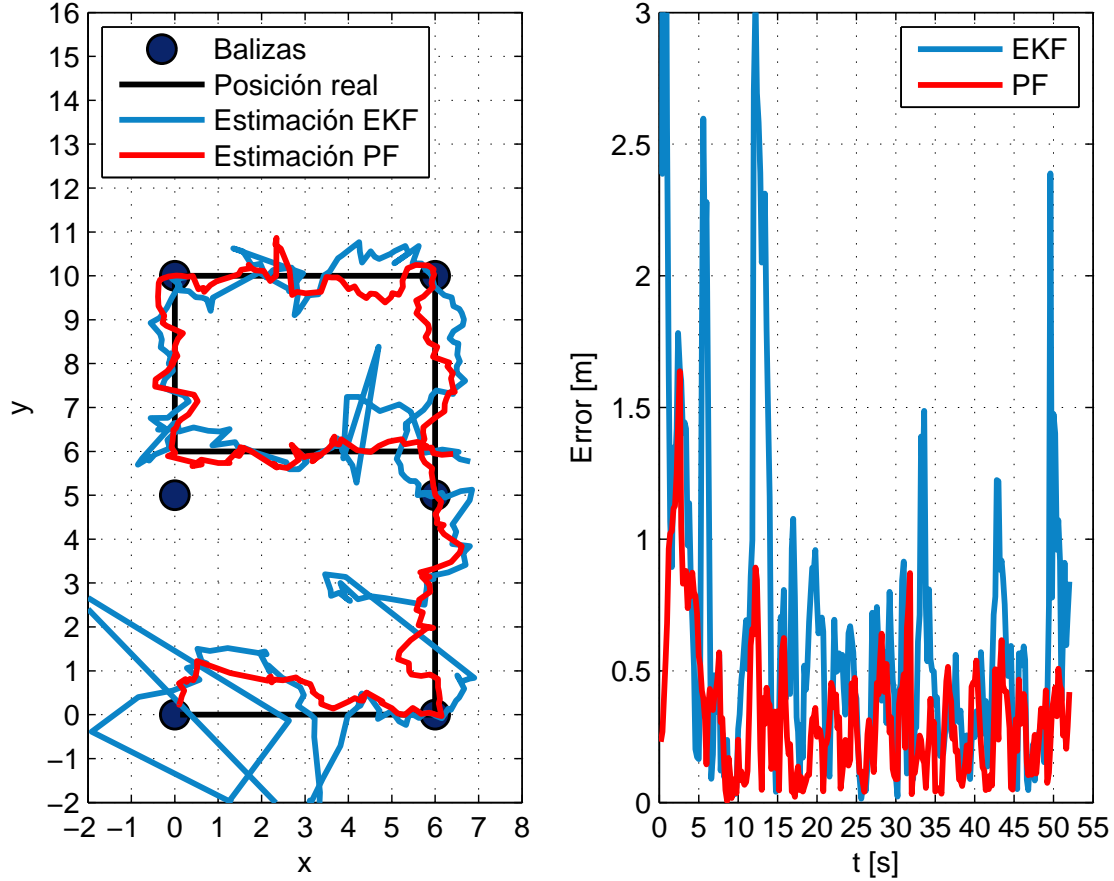 16
15
14
13
12
11
10
9
8
7
6
5
4
3
2
1
0
−1
−2
y
Balizas
Posición real
Estimación EKF
Estimación PF
−2 −1 0 1 2 3 4 5 6 7 8
x
3
2.5
2
1.5
1
0.5
0
Error [m]
EKF
PF
0 5 10 15 20 25 30 35 40 45 50 55
t [s]